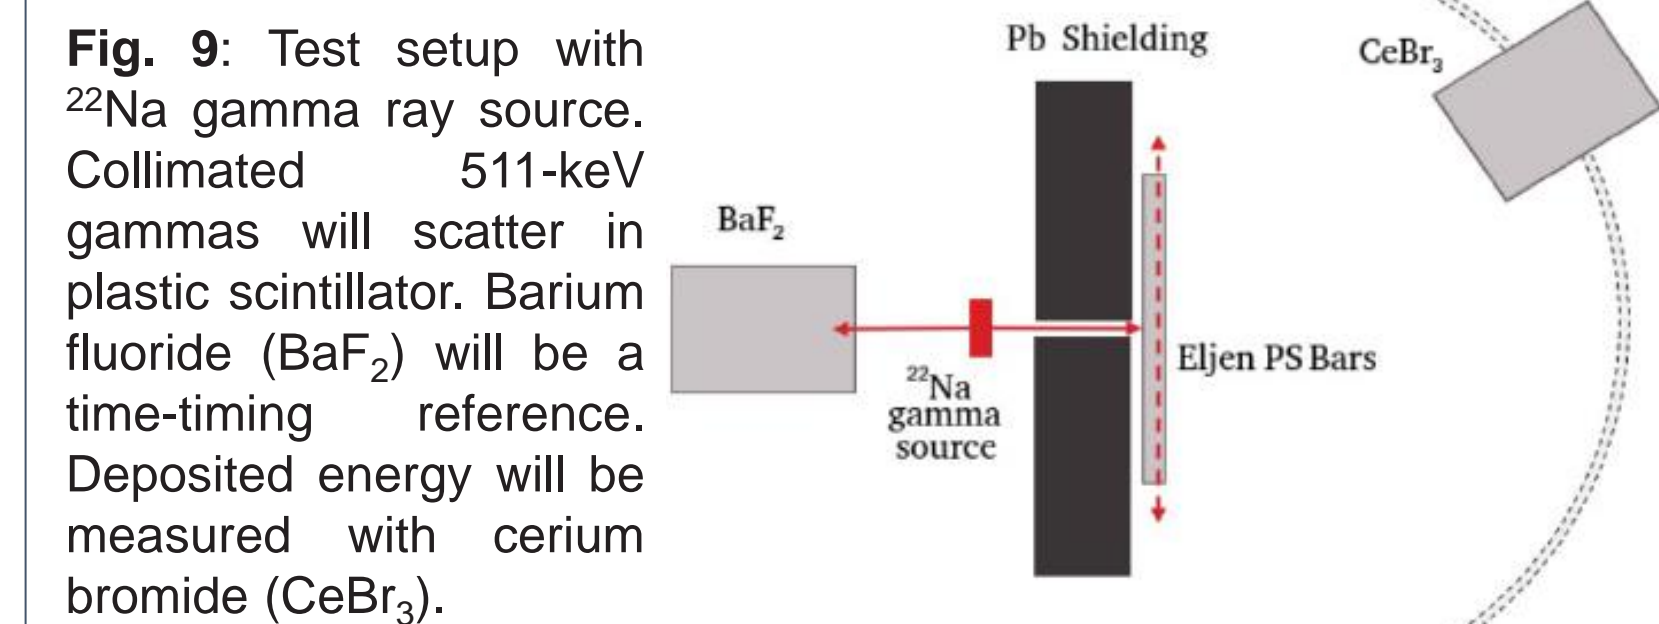 Fig. 9: Test setup with
²²Na gamma ray source.
Collimated 511-keV
gammas will scatter in
plastic scintillator. Barium
fluoride (BaF₂) will be a
time-timing reference.
Deposited energy will be
measured with cerium
bromide (CeBr₃).
Pb Shielding
CeBr₃
BaF₂
²²Na
gamma
source
Eljen PS Bars